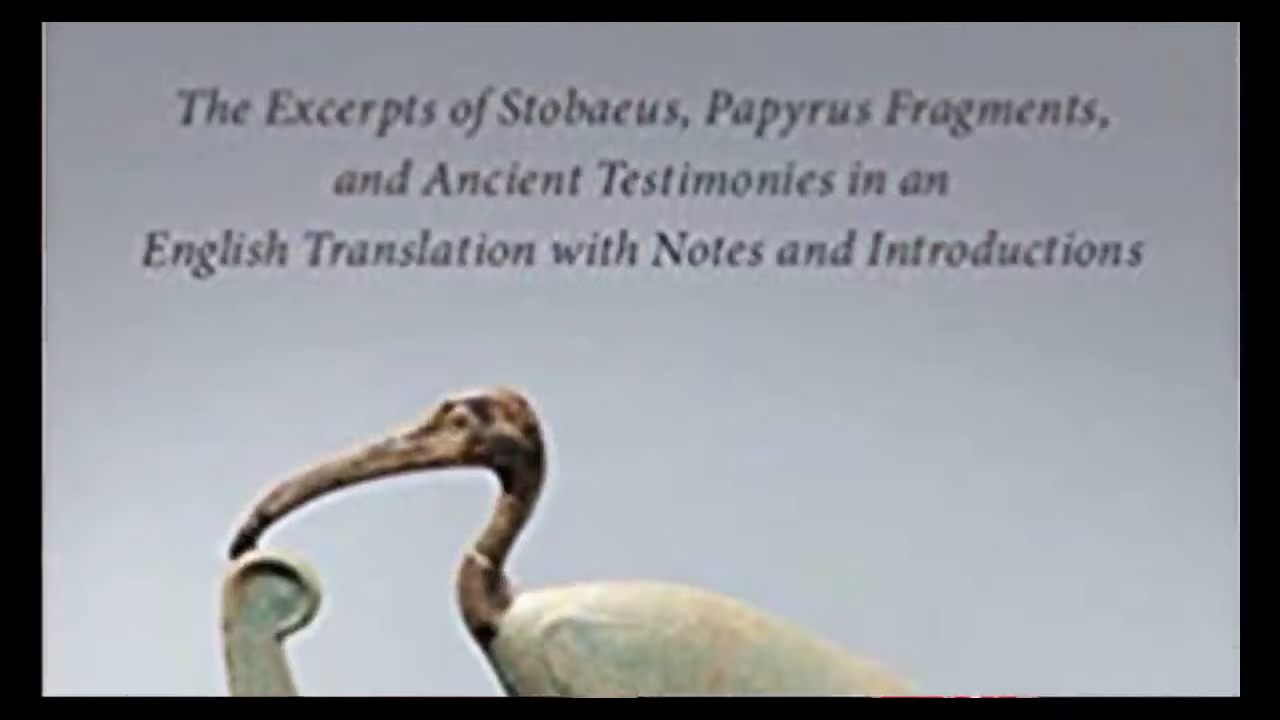 The Excerpts of Stobaeus, Papyrus Fragments,
and Ancient Testimonies in an
English Translation with Notes and Introductions